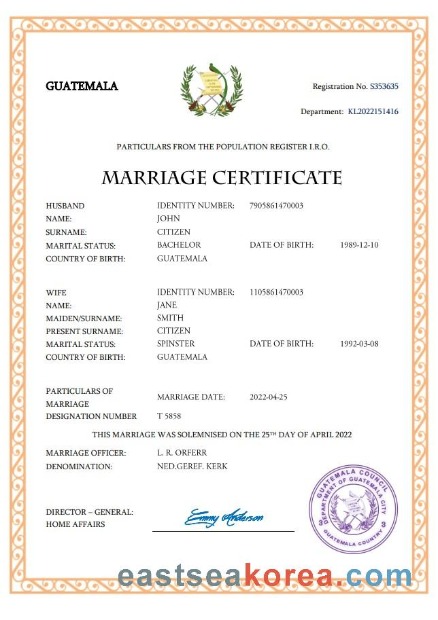 GUATEMALA
Registration No. S353635
Department: KL2022151416
PARTICULARS FROM THE POPULATION REGISTER I.R.O.
MARRIAGE CERTIFICATE
HUSBAND IDENTITY NUMBER: 7905861470003
NAME: JOHN
SURNAME: CITIZEN
MARITAL STATUS: BACHELOR DATE OF BIRTH: 1989-12-10
COUNTRY OF BIRTH: GUATEMALA
WIFE IDENTITY NUMBER: 1105861470003
NAME: JANE
MAIDEN/SURNAME: SMITH
PRESENT SURNAME: CITIZEN
MARITAL STATUS: SPINSTER DATE OF BIRTH: 1992-03-08
COUNTRY OF BIRTH: GUATEMALA
PARTICULARS OF
MARRIAGE MARRIAGE DATE: 2022-04-25
DESIGNATION NUMBER T 5858
THIS MARRIAGE WAS SOLEMNISED ON THE 25TH DAY OF APRIL 2022
MARRIAGE OFFICER: L. R. ORFERR
DENOMINATION: NED.GEREF. KERK
DIRECTOR – GENERAL:
HOME AFFAIRS
Emmy Anderson
GUATEMALA COUNCIL
DEPARTMENT OF GUATEMALA CITY
3 3
GUATEMALA COUNTRY
eastseakorea.com